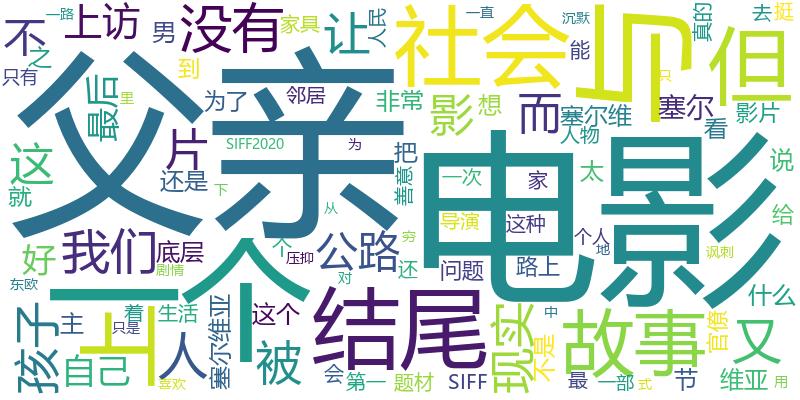 父亲
电影
一个
结尾
社会
与
但
故事
上
没有
我们
孩子
现实
公路
上访
不
让
而
影
片
这
最后
人
被
又
自己
好
男
到
只有
之
一路
家具
人民
一直
沉默
能
真的
去
挺
里
为了
邻居
非常
想
塞尔维
塞尔
影片
人物
看
SIFF2020
为
把
善意
一次
家
太
说
就
还是
下
从
导演
这种
个人
地
给
讽刺
底层
个
穷
压抑
对
还
问题
路上
什么
东欧
剧情
着
生活
主
只是
塞尔维亚
这个
中
不是
官僚
喜欢
会
第一
题材
SIFF
最
一部
式
节
维亚
用
只